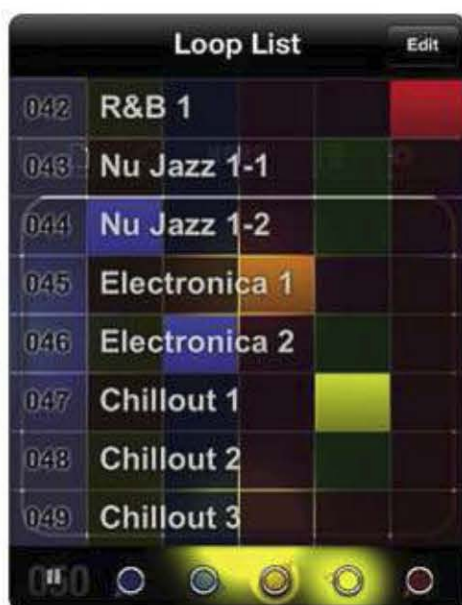 Loop List
Edit
042 R&B 1
043 Nu Jazz 1-1
044 Nu Jazz 1-2
045 Electronica 1
046 Electronica 2
047 Chillout 1
048 Chillout 2
049 Chillout 3
050